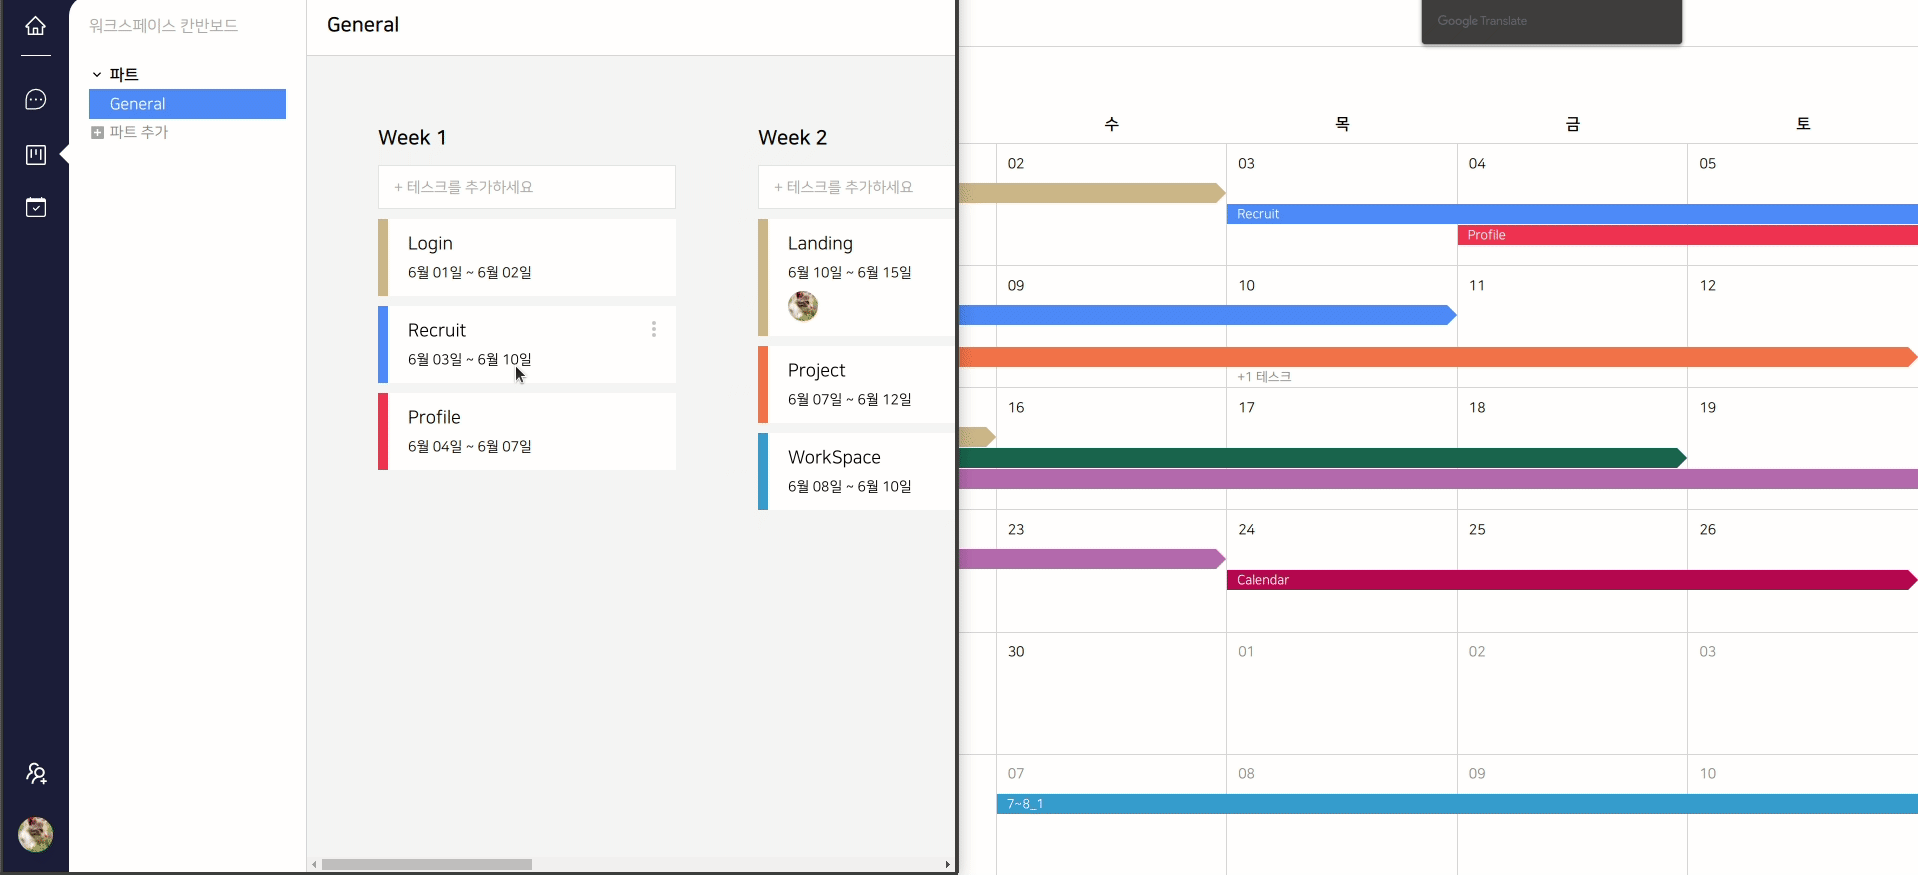 워크스페이스 칸반보드
파트
General
파트 추가
General
Week 1
+ 테스크를 추가하세요
Login
6월 01일 ~ 6월 02일
Recruit
6월 03일 ~ 6월 10일
Profile
6월 04일 ~ 6월 07일
Week 2
+ 테스크를 추가하세요
Landing
6월 10일 ~ 6월 15일
Project
6월 07일 ~ 6월 12일
WorkSpace
6월 08일 ~ 6월 10일
Google Translate
수 목 금 토
02 03 04 05
Recruit
Profile
09 10 11 12
+1 테스크
16 17 18 19
23 24 25 26
Calendar
30 01 02 03
07 08 09 10
7~8_1